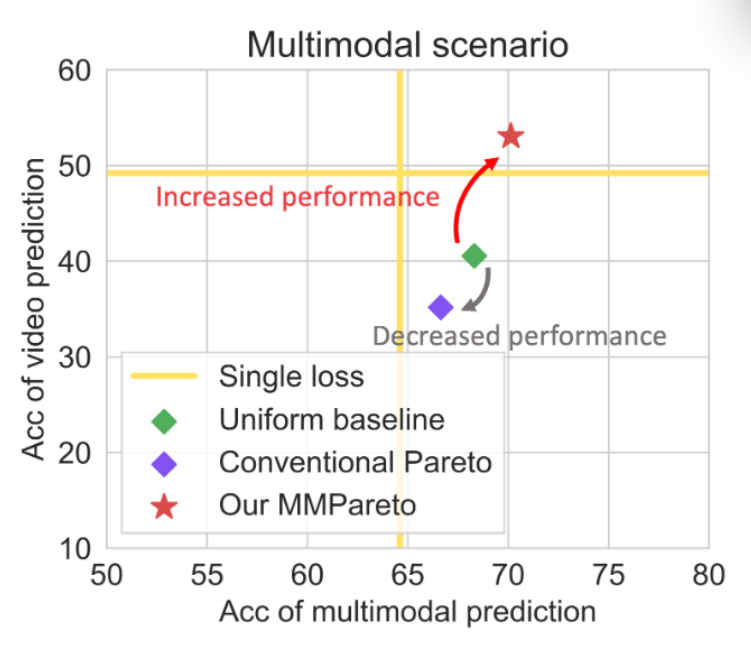 Multimodal scenario
60
50
40
30
20
10
Acc of video prediction
Increased performance
Decreased performance
Single loss
Uniform baseline
Conventional Pareto
Our MMPareto
50 55 60 65 70 75 80
Acc of multimodal prediction